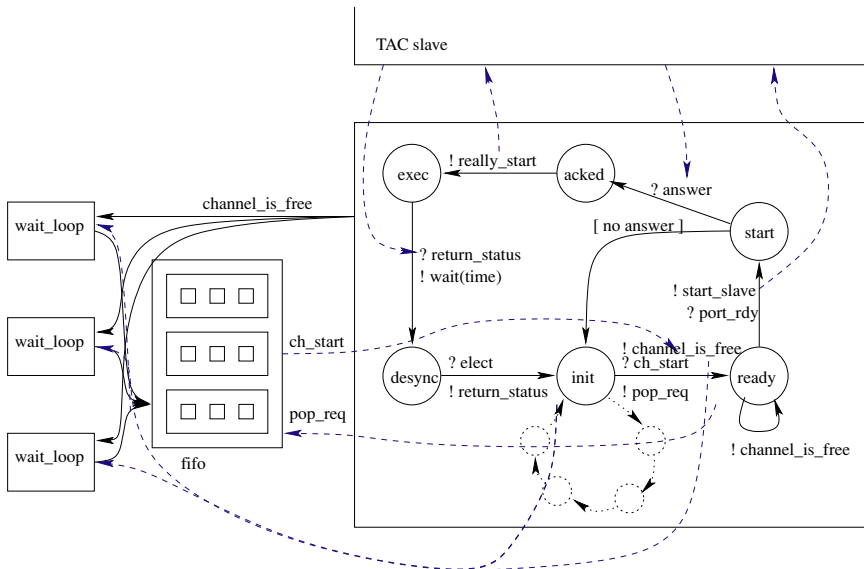 TAC slave
! really_start
exec
acked
? answer
channel_is_free
[ no answer ]
wait_loop
start
? return_status
! wait(time)
! start_slave
? port_rdy
wait_loop
ch_start
! channel_is_free
? elect
? ch_start
desync
init
ready
! return_status
! pop_req
pop_req
! channel_is_free
wait_loop
fifo